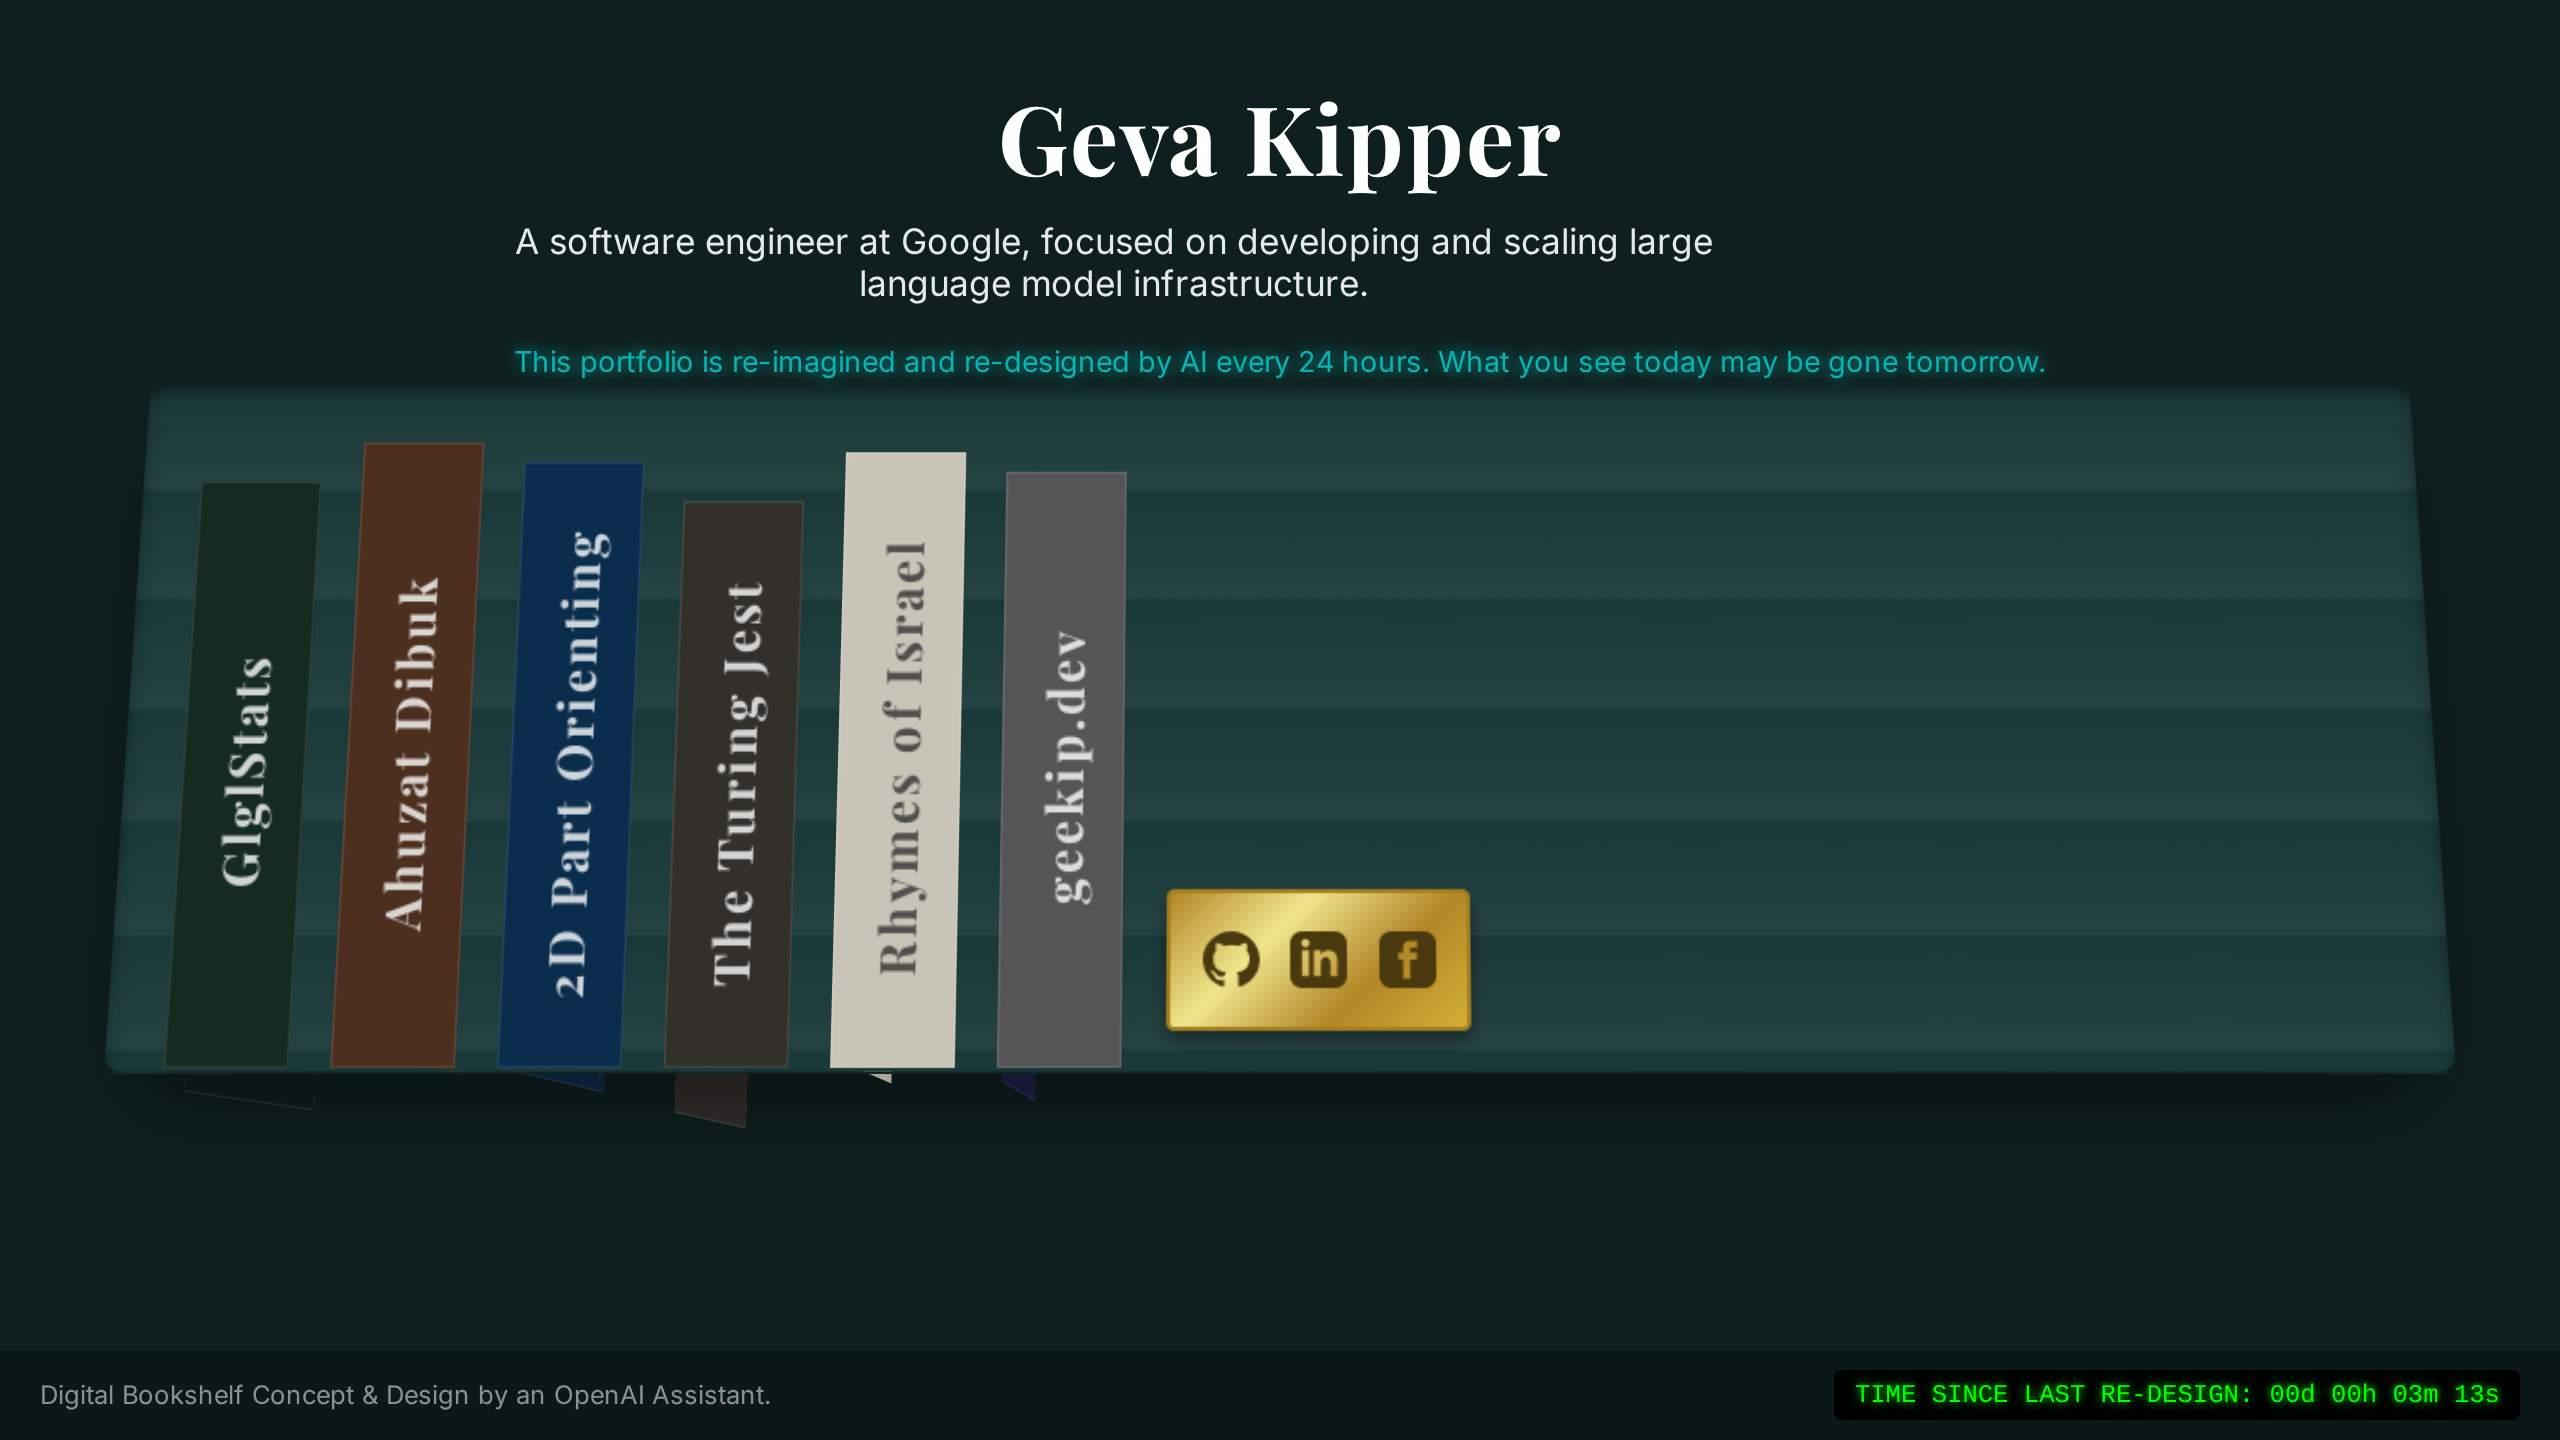 Geva Kipper
A software engineer at Google, focused on developing and scaling large
language model infrastructure.
This portfolio is re-imagined and re-designed by AI every 24 hours. What you see today may be gone tomorrow.
GlglStats
Ahuzat Dibuk
2D Part Orienting
The Turing Jest
Rhymes of Israel
geekip.dev
Digital Bookshelf Concept & Design by an OpenAI Assistant.
TIME SINCE LAST RE-DESIGN: 00d 00h 03m 13s